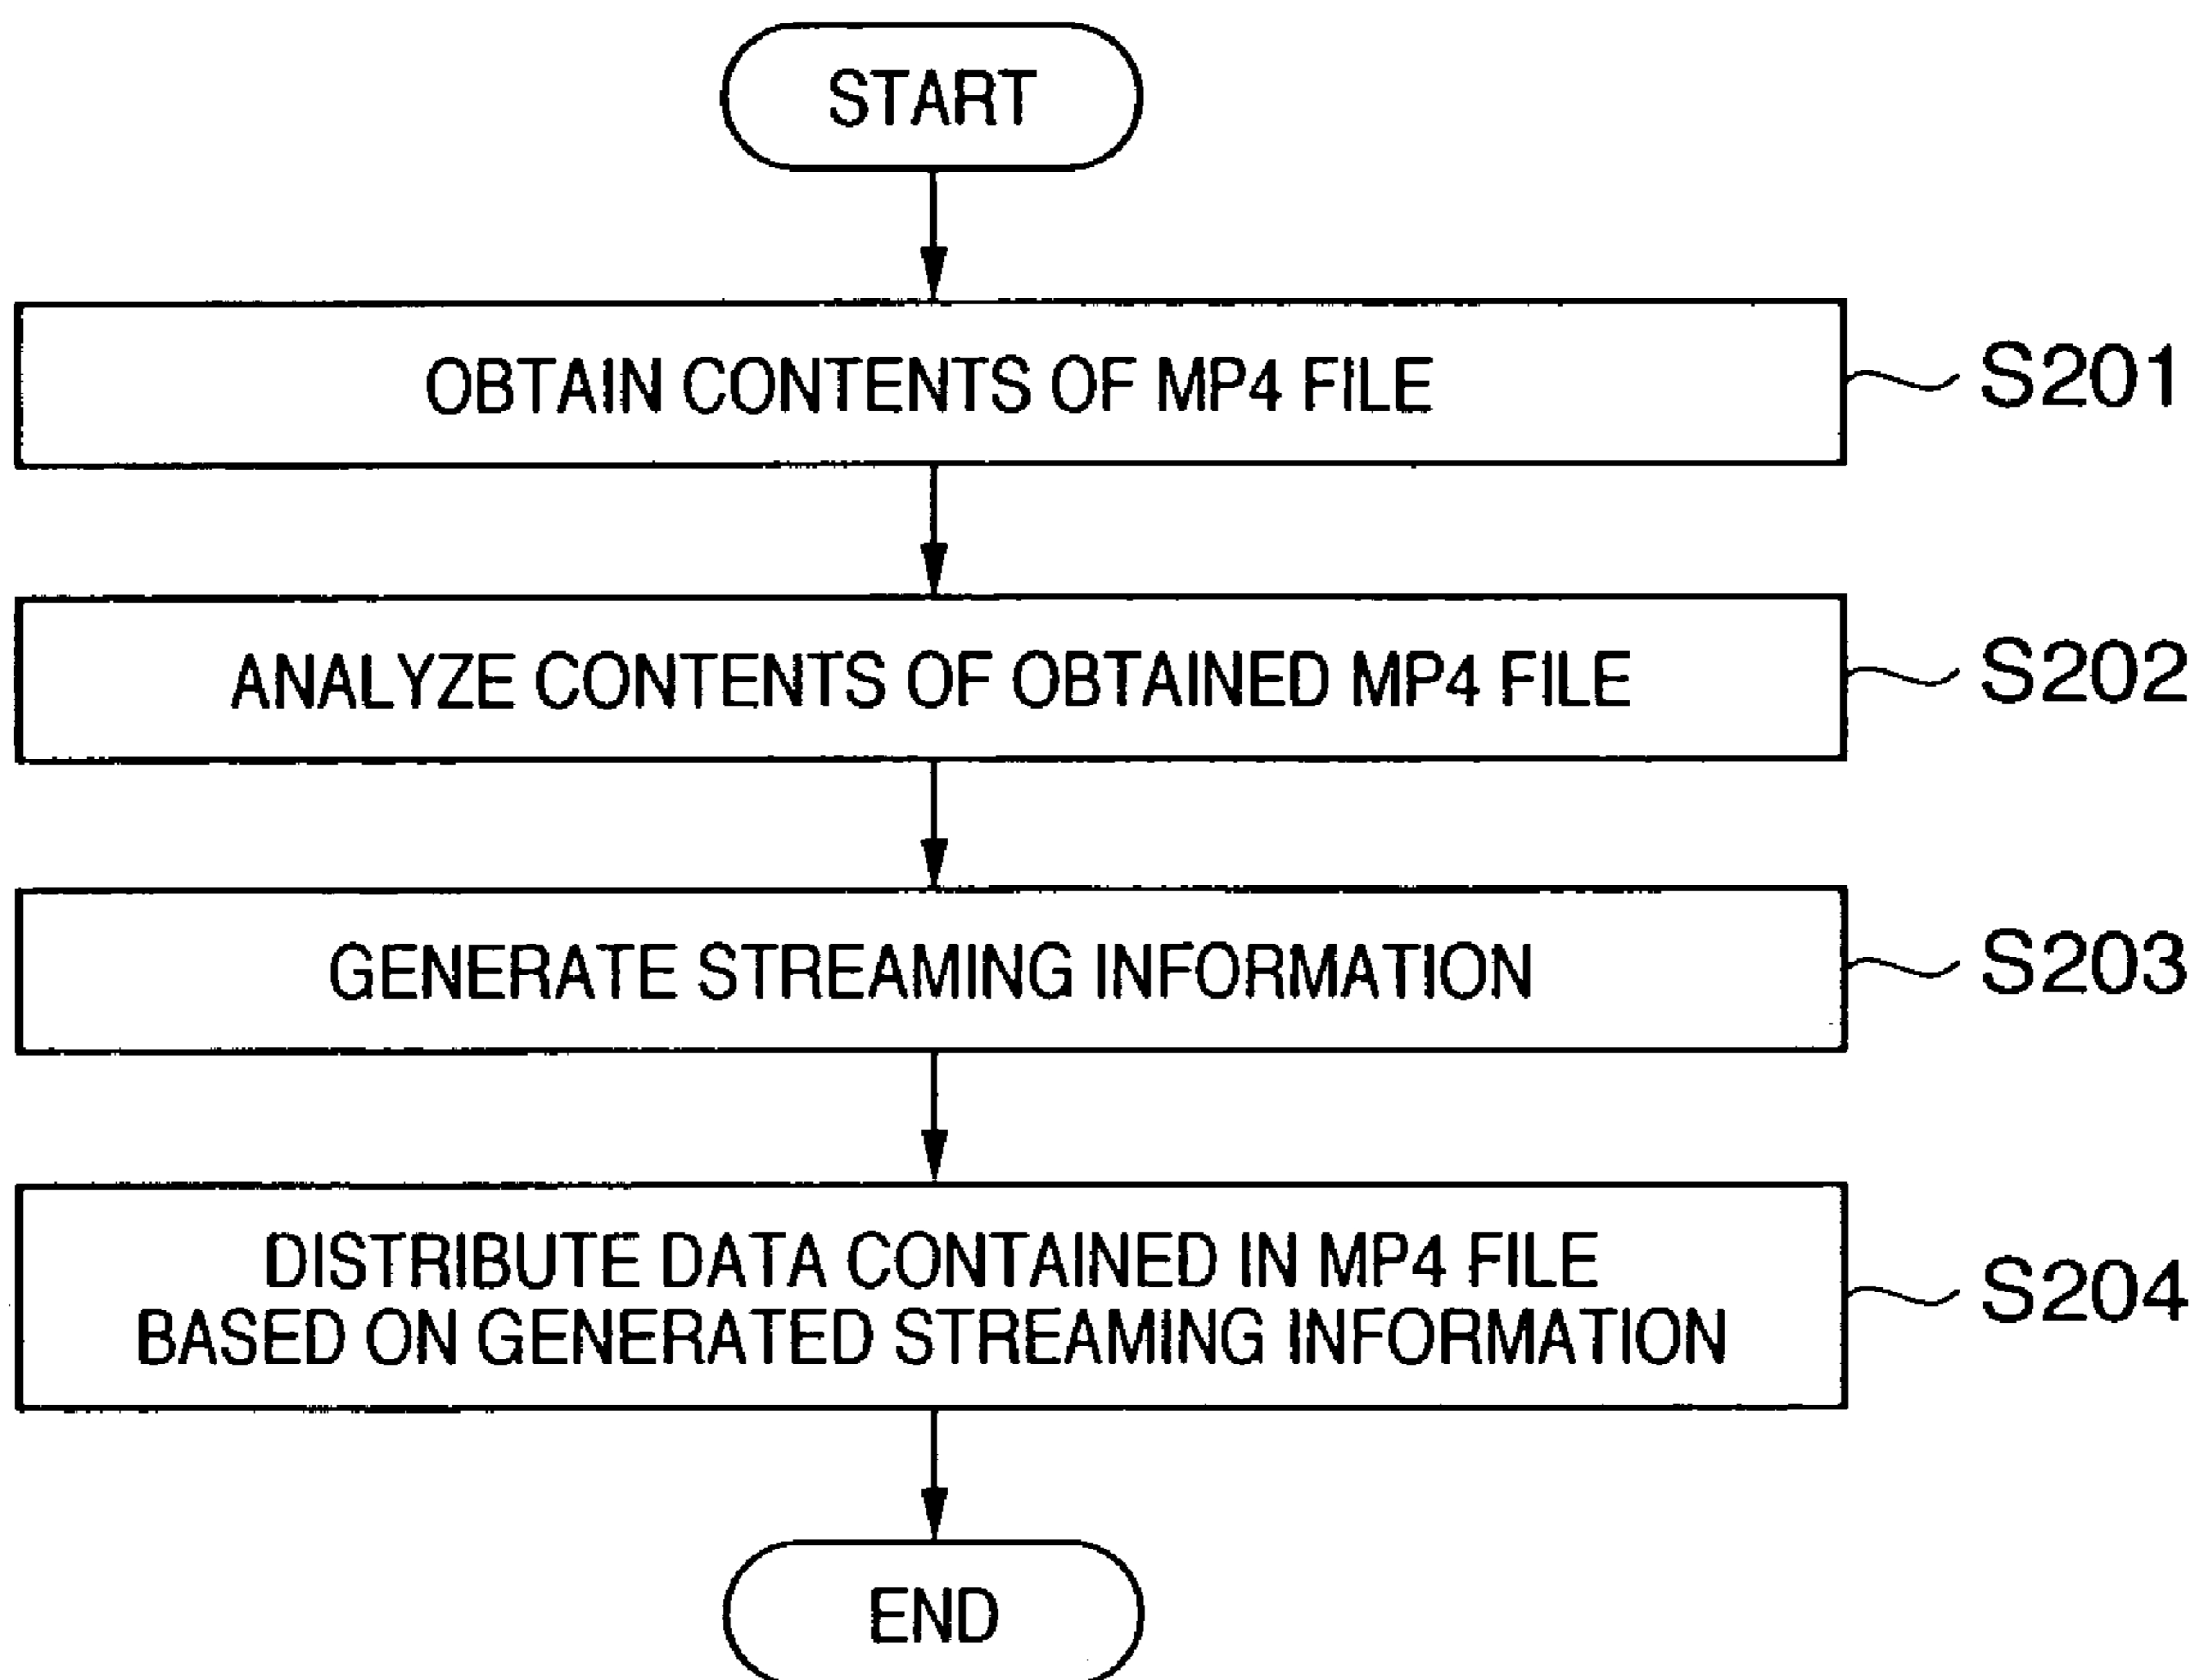 START
OBTAIN CONTENTS OF MP4 FILE
S201
ANALYZE CONTENTS OF OBTAINED MP4 FILE
S202
GENERATE STREAMING INFORMATION
S203
DISTRIBUTE DATA CONTAINED IN MP4 FILE
BASED ON GENERATED STREAMING INFORMATION
S204
END